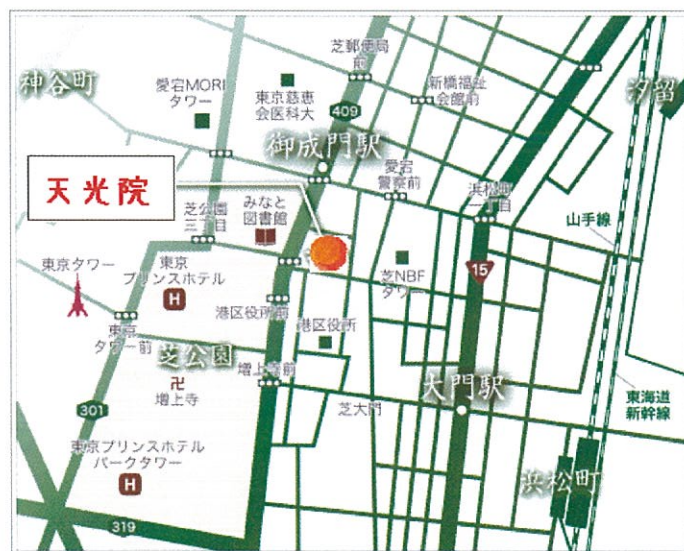 芝郵便局
前
神谷町
愛宕MORI
タワー
東京慈恵
会医科大
新橋福祉
会館前
汐留
409
御成門駅
天光院
愛宕
警察前
浜松町
一丁目
芝公園
三丁目
みなと
図書館
山手線
東京タワー
東京
プリンスホテル
H
芝NBF
タワー
15
港区役所前
港区役所
東京
タワー前
芝公園
増上寺前
卍
増上寺
大門駅
東海道
新幹線
301
芝大門
東京プリンスホテル
パークタワー
H
浜松町
319